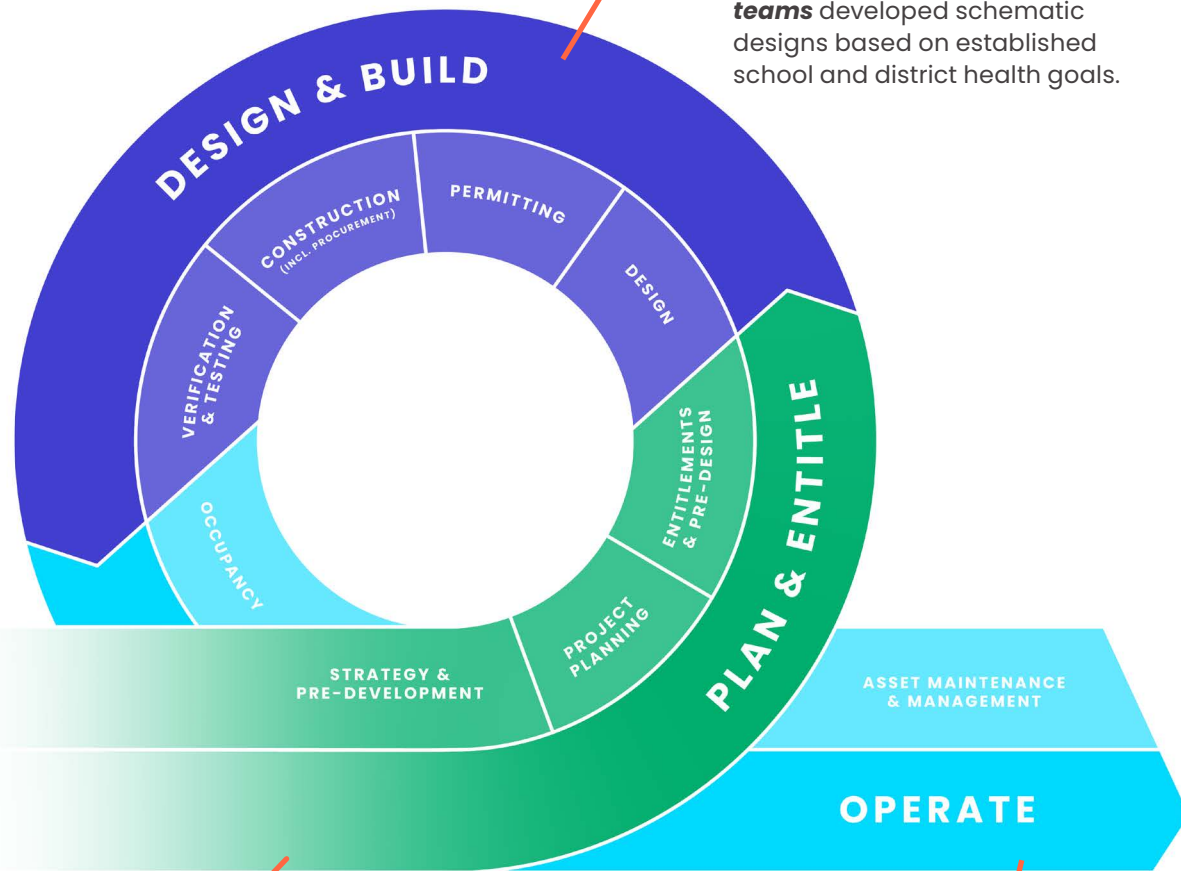 teams developed schematic
designs based on established
school and district health goals.
DESIGN & BUILD
PERMITTING
CONSTRUCTION
(INCL. PROCUREMENT)
DESIGN
VERIFICATION
& TESTING
PLAN & ENTITLE
ENTITLEMENTS
& PRE-DESIGN
OCCUPANCY
PROJECT
PLANNING
STRATEGY &
PRE-DEVELOPMENT
ASSET MAINTENANCE
& MANAGEMENT
OPERATE